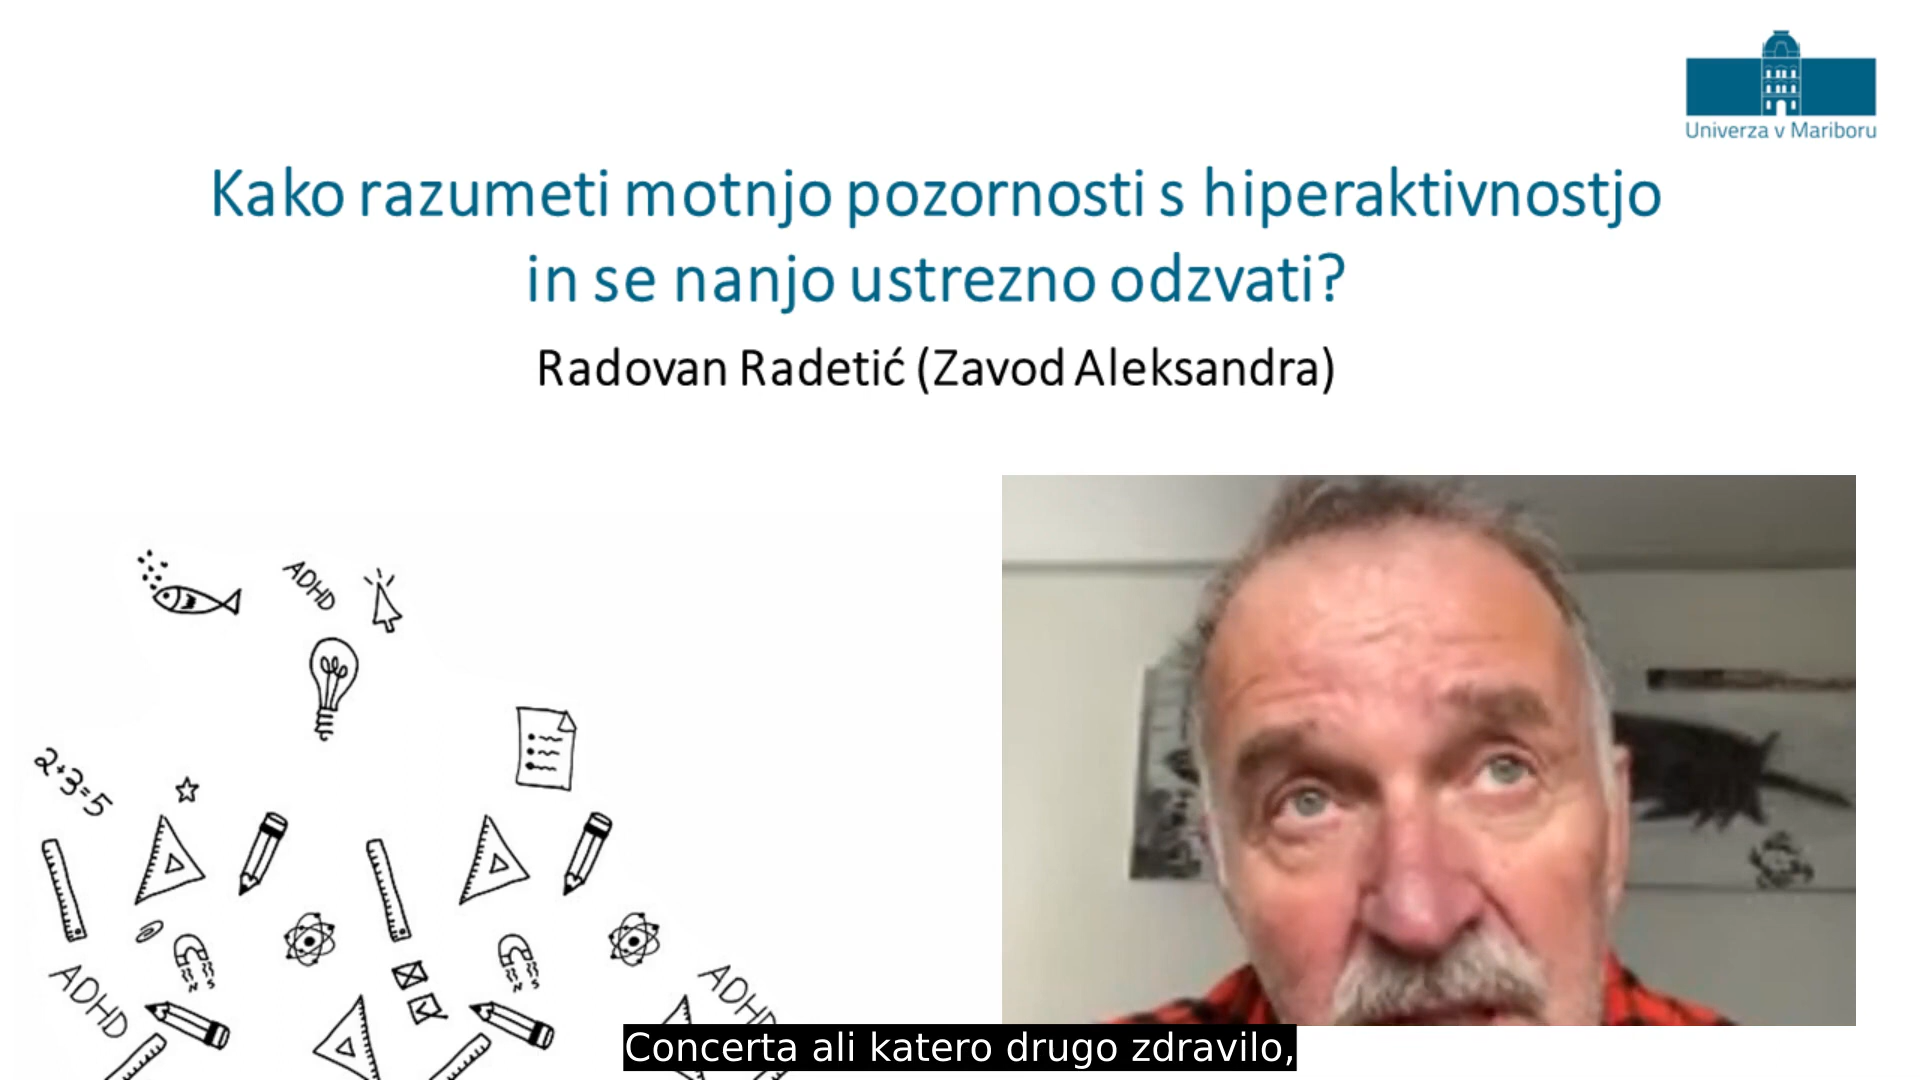 Univerza v Mariboru
Kako razumeti motnjo pozornosti s hiperaktivnostjo
in se nanjo ustrezno odzvati?
Radovan Radetić (Zavod Aleksandra)
ADHD
2+3=5
ADHD
ADHD
Concerta ali katero drugo zdravilo,